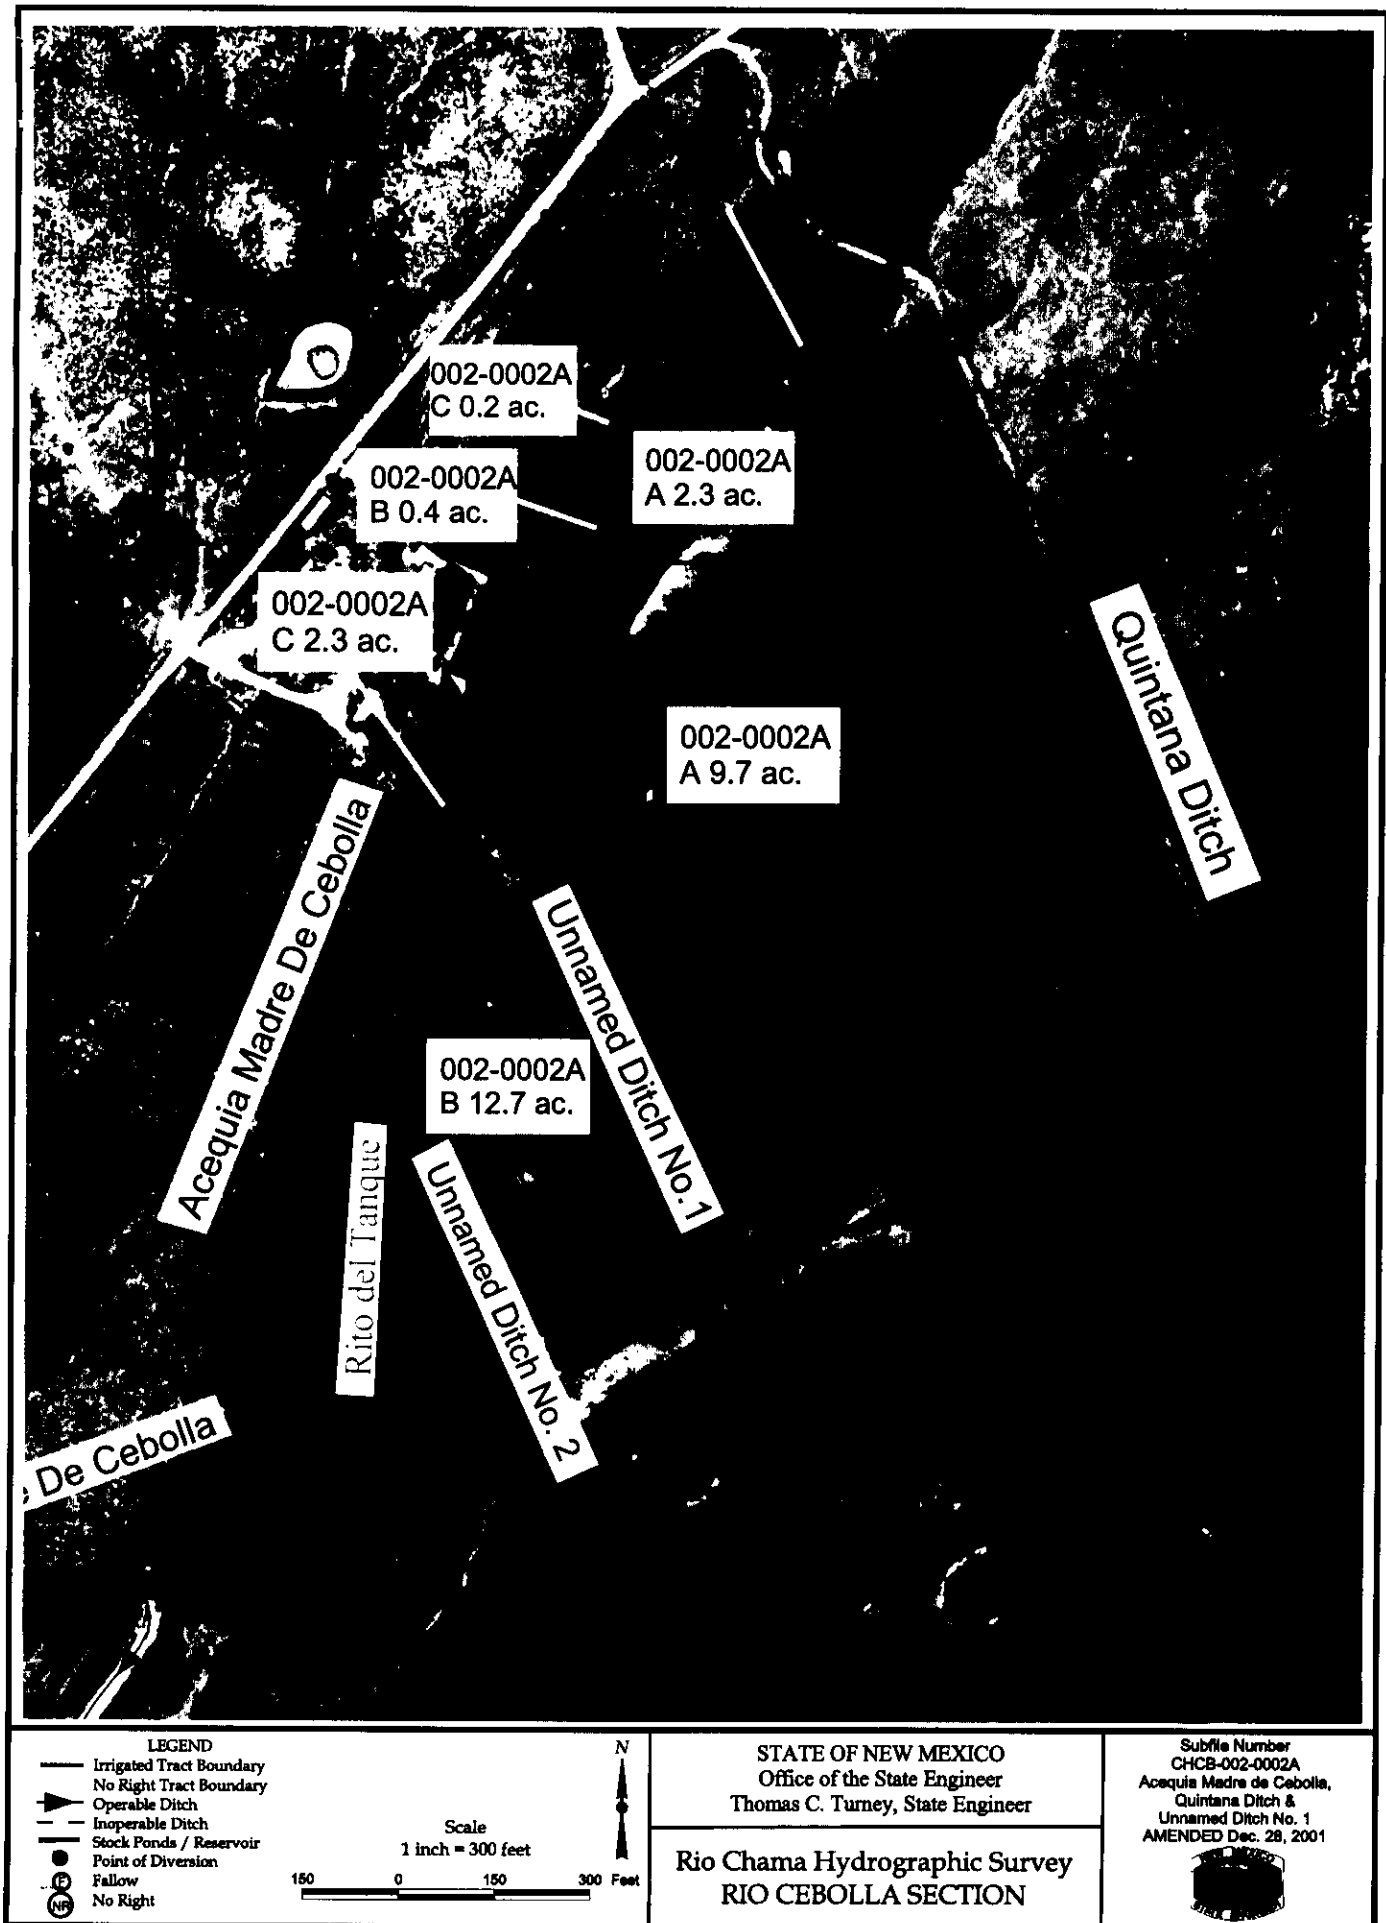 002-0002A
C 0.2 ac.
002-0002A
A 2.3 ac.
002-0002A
B 0.4 ac.
002-0002A
C 2.3 ac.
Quintana Ditch
002-0002A
A 9.7 ac.
Acequia Madre De Cebolla
Unnamed Ditch No.1
002-0002A
B 12.7 ac.
Rito del Tanque
Unnamed Ditch No. 2
De Cebolla
LEGEND
Irrigated Tract Boundary
No Right Tract Boundary
Operable Ditch
Inoperable Ditch
Stock Ponds / Reservoir
Point of Diversion
F Fallow
NR No Right
Scale
1 inch = 300 feet
150 0 150 300 Feet
N
STATE OF NEW MEXICO
Office of the State Engineer
Thomas C. Turney, State Engineer
Rio Chama Hydrographic Survey
RIO CEBOLLA SECTION
Subfile Number
CHCB-002-0002A
Acequia Madre de Cebolla,
Quintana Ditch &
Unnamed Ditch No. 1
AMENDED Dec. 28, 2001